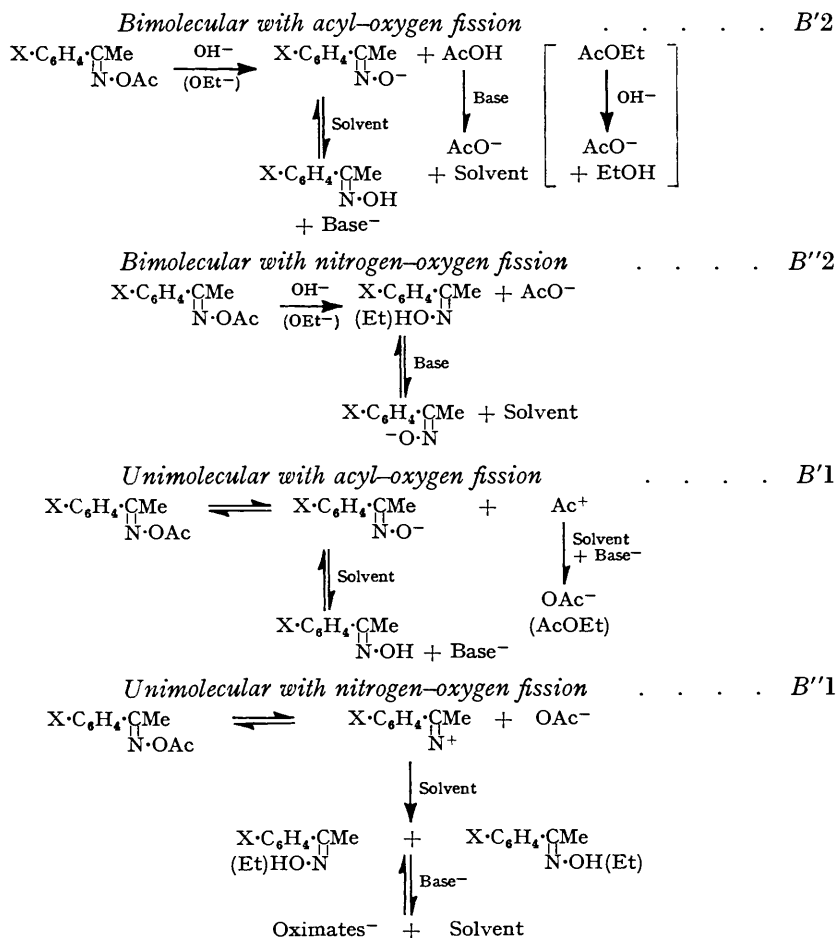 Bimolecular with acyl–oxygen fission . . . . B′2
X·C₆H₄·CMe OH⁻ X·C₆H₄·CMe + AcOH AcOEt
N·OAc (OEt⁻) N·O⁻
Solvent Base OH⁻
AcO⁻ AcO⁻
X·C₆H₄·CMe + Solvent + EtOH
N·OH
+ Base⁻
Bimolecular with nitrogen–oxygen fission . . . . B″2
X·C₆H₄·CMe OH⁻ X·C₆H₄·CMe + AcO⁻
N·OAc (OEt⁻) (Et)HO·N
Base
X·C₆H₄·CMe + Solvent
⁻O·N
Unimolecular with acyl–oxygen fission . . . . B′1
X·C₆H₄·CMe X·C₆H₄·CMe + Ac⁺
N·OAc N·O⁻
Solvent Solvent
+ Base⁻
OAc⁻
X·C₆H₄·CMe (AcOEt)
N·OH + Base⁻
Unimolecular with nitrogen–oxygen fission . . . . B″1
X·C₆H₄·CMe X·C₆H₄·CMe + OAc⁻
N·OAc N⁺
Solvent
X·C₆H₄·CMe + X·C₆H₄·CMe
(Et)HO·N N·OH(Et)
Base⁻
Oximates⁻ + Solvent